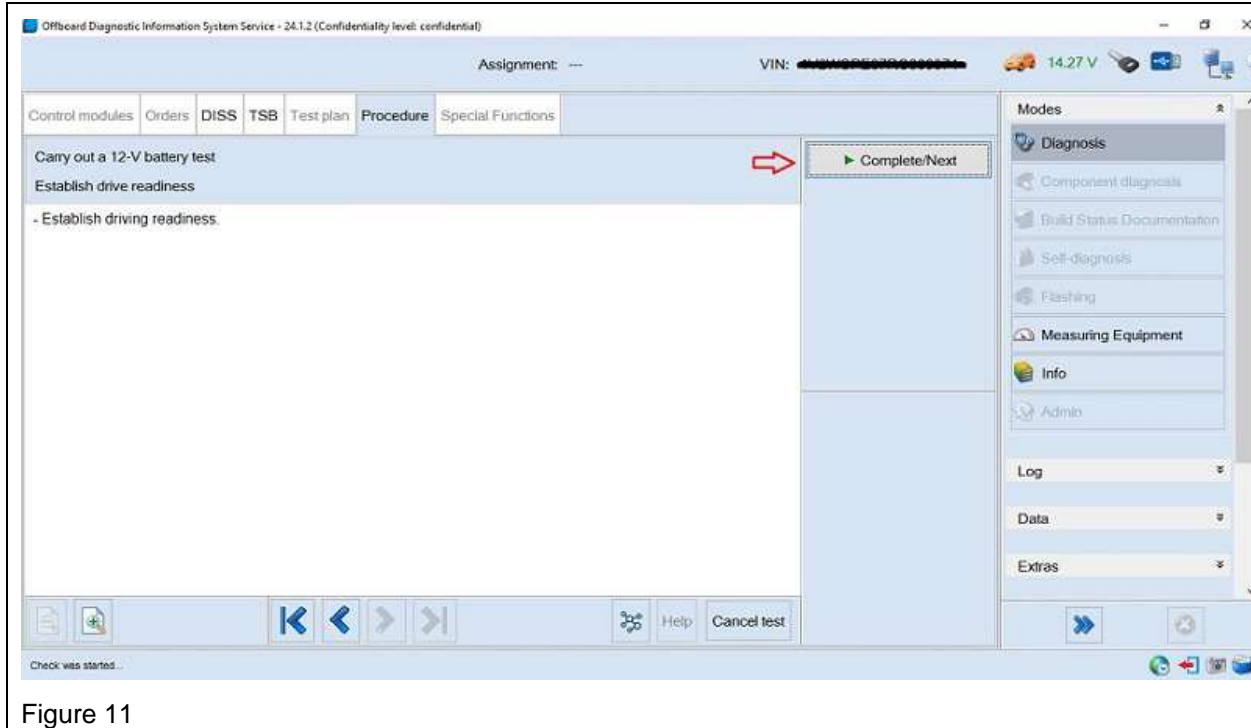 Offboard Diagnostic Information System Service - 24.1.2 (Confidentiality level: confidential)
Assignment: ---
VIN:
14.27 V
Control modules Orders DISS TSB Test plan Procedure Special Functions
Carry out a 12-V battery test
Establish drive readiness
- Establish driving readiness.
Complete/Next
Modes
Diagnosis
Component diagnosis
Build Status Documentation
Self-diagnosis
Flashing
Measuring Equipment
Info
Admin
Log
Data
Extras
Help
Cancel test
Check was started...
Figure 11